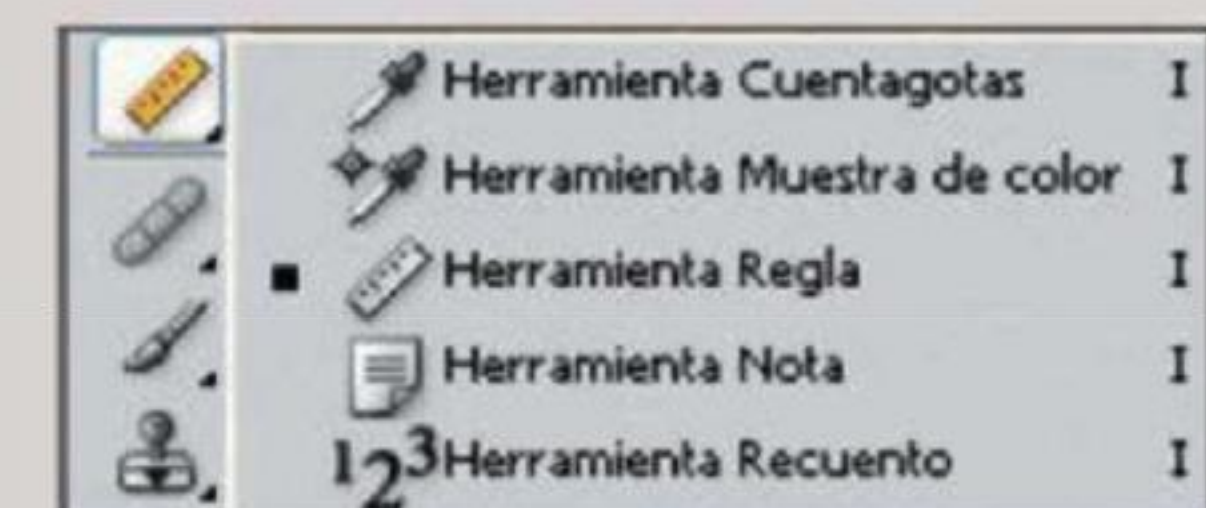 Herramienta Cuentagotas I
Herramienta Muestra de color I
Herramienta Regla I
Herramienta Nota I
123 Herramienta Recuento I